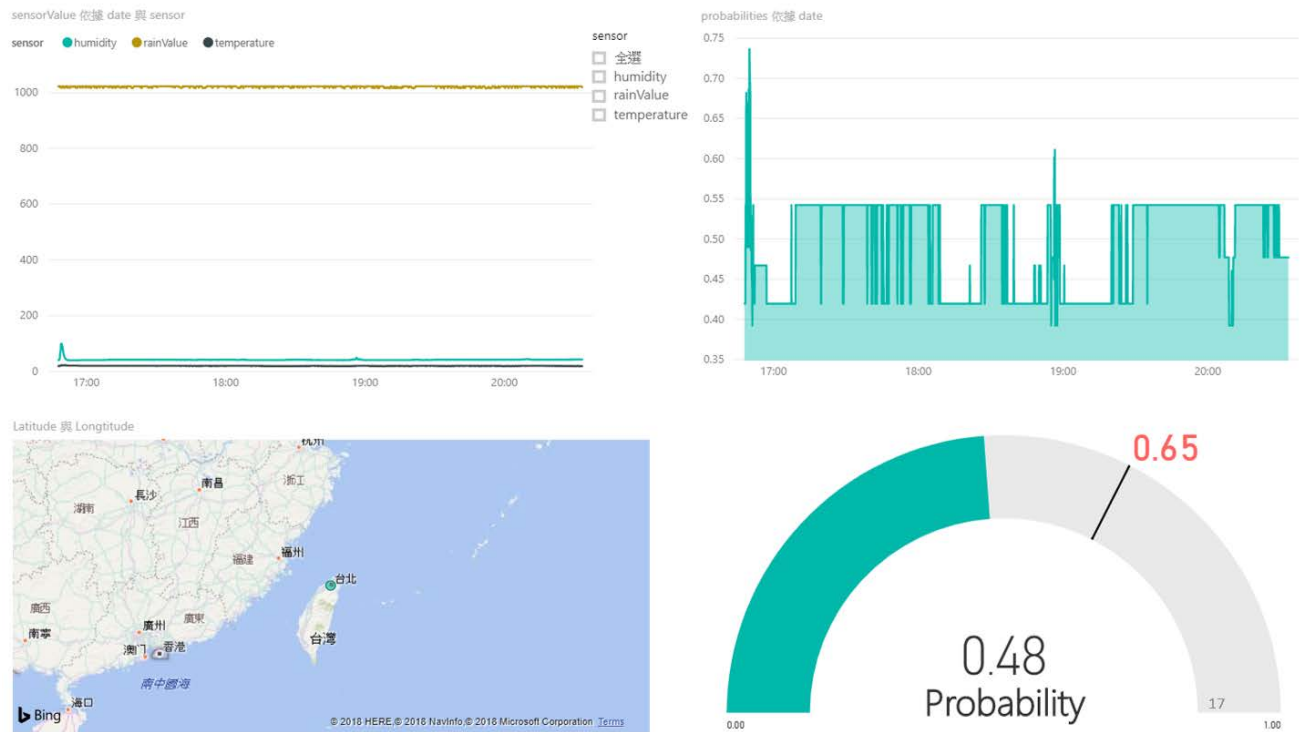 sensorValue 依據 date 與 sensor
sensor humidity rainValue temperature
1000
800
600
400
200
0
17:00 18:00 19:00 20:00
sensor
全選
humidity
rainValue
temperature
probabilities 依據 date
0.75
0.70
0.65
0.60
0.55
0.50
0.45
0.40
0.35
17:00 18:00 19:00 20:00
Latitude 與 Longtitude
杭州
浙江
南昌
長沙
湖南
江西
福建
福州
台北
廣西
廣東
南寧
廣州
台灣
澳门
香港
南中國海
海口
Bing
© 2018 HERE,© 2018 NavInfo,© 2018 Microsoft Corporation Terms
0.65
0.48
Probability
17
0.00 1.00